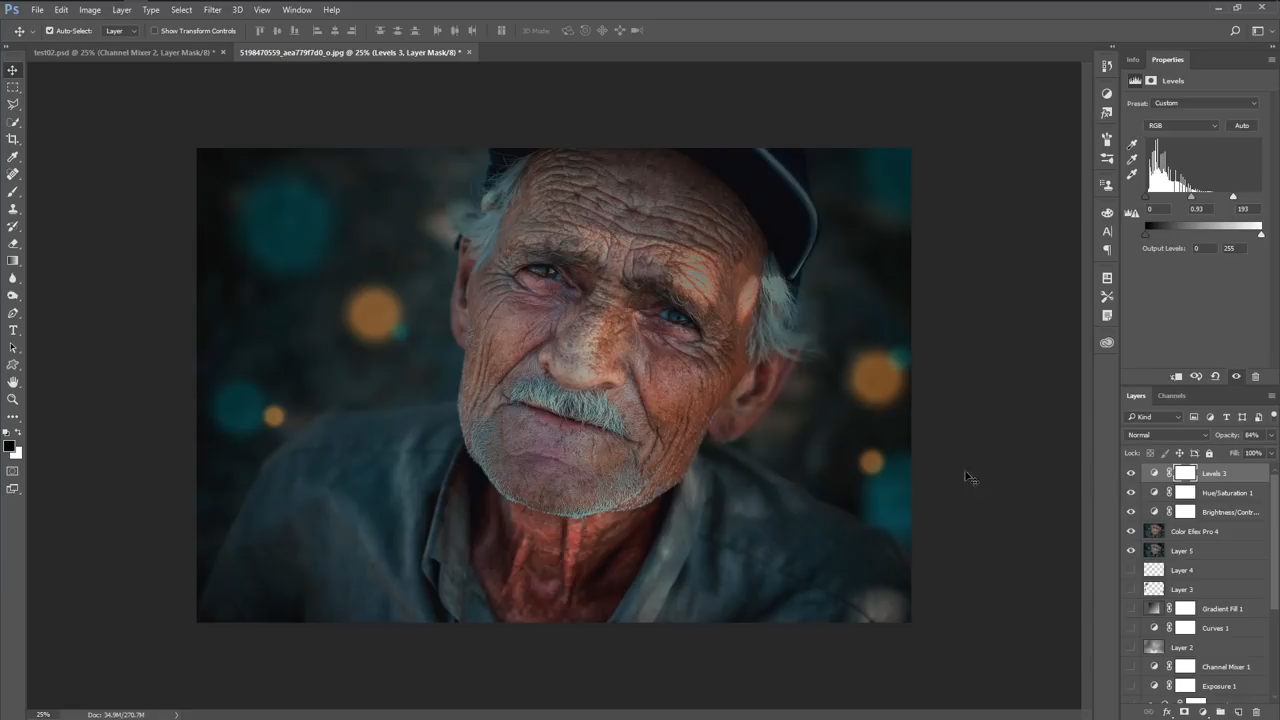 Ps File Edit Image Layer Type Select Filter 3D View Window Help
Auto-Select: Layer Show Transform Controls 3D Mode:
test02.psd @ 25% (Channel Mixer 2, Layer Mask/8) * × 5198470559_aea779f7d0_o.jpg @ 25% (Levels 3, Layer Mask/8) * ×
Info Properties
Levels
Preset: Custom
RGB Auto
0 0.93 193
Output Levels: 0 255
Layers Channels
Kind
Normal Opacity: 84%
Lock: Fill: 100%
Levels 3
Hue/Saturation 1
Brightness/Contr...
Color Efex Pro 4
Layer 5
Layer 4
Layer 3
Gradient Fill 1
Curves 1
Layer 2
Channel Mixer 1
Exposure 1
25% Doc: 34.9M/270.7M